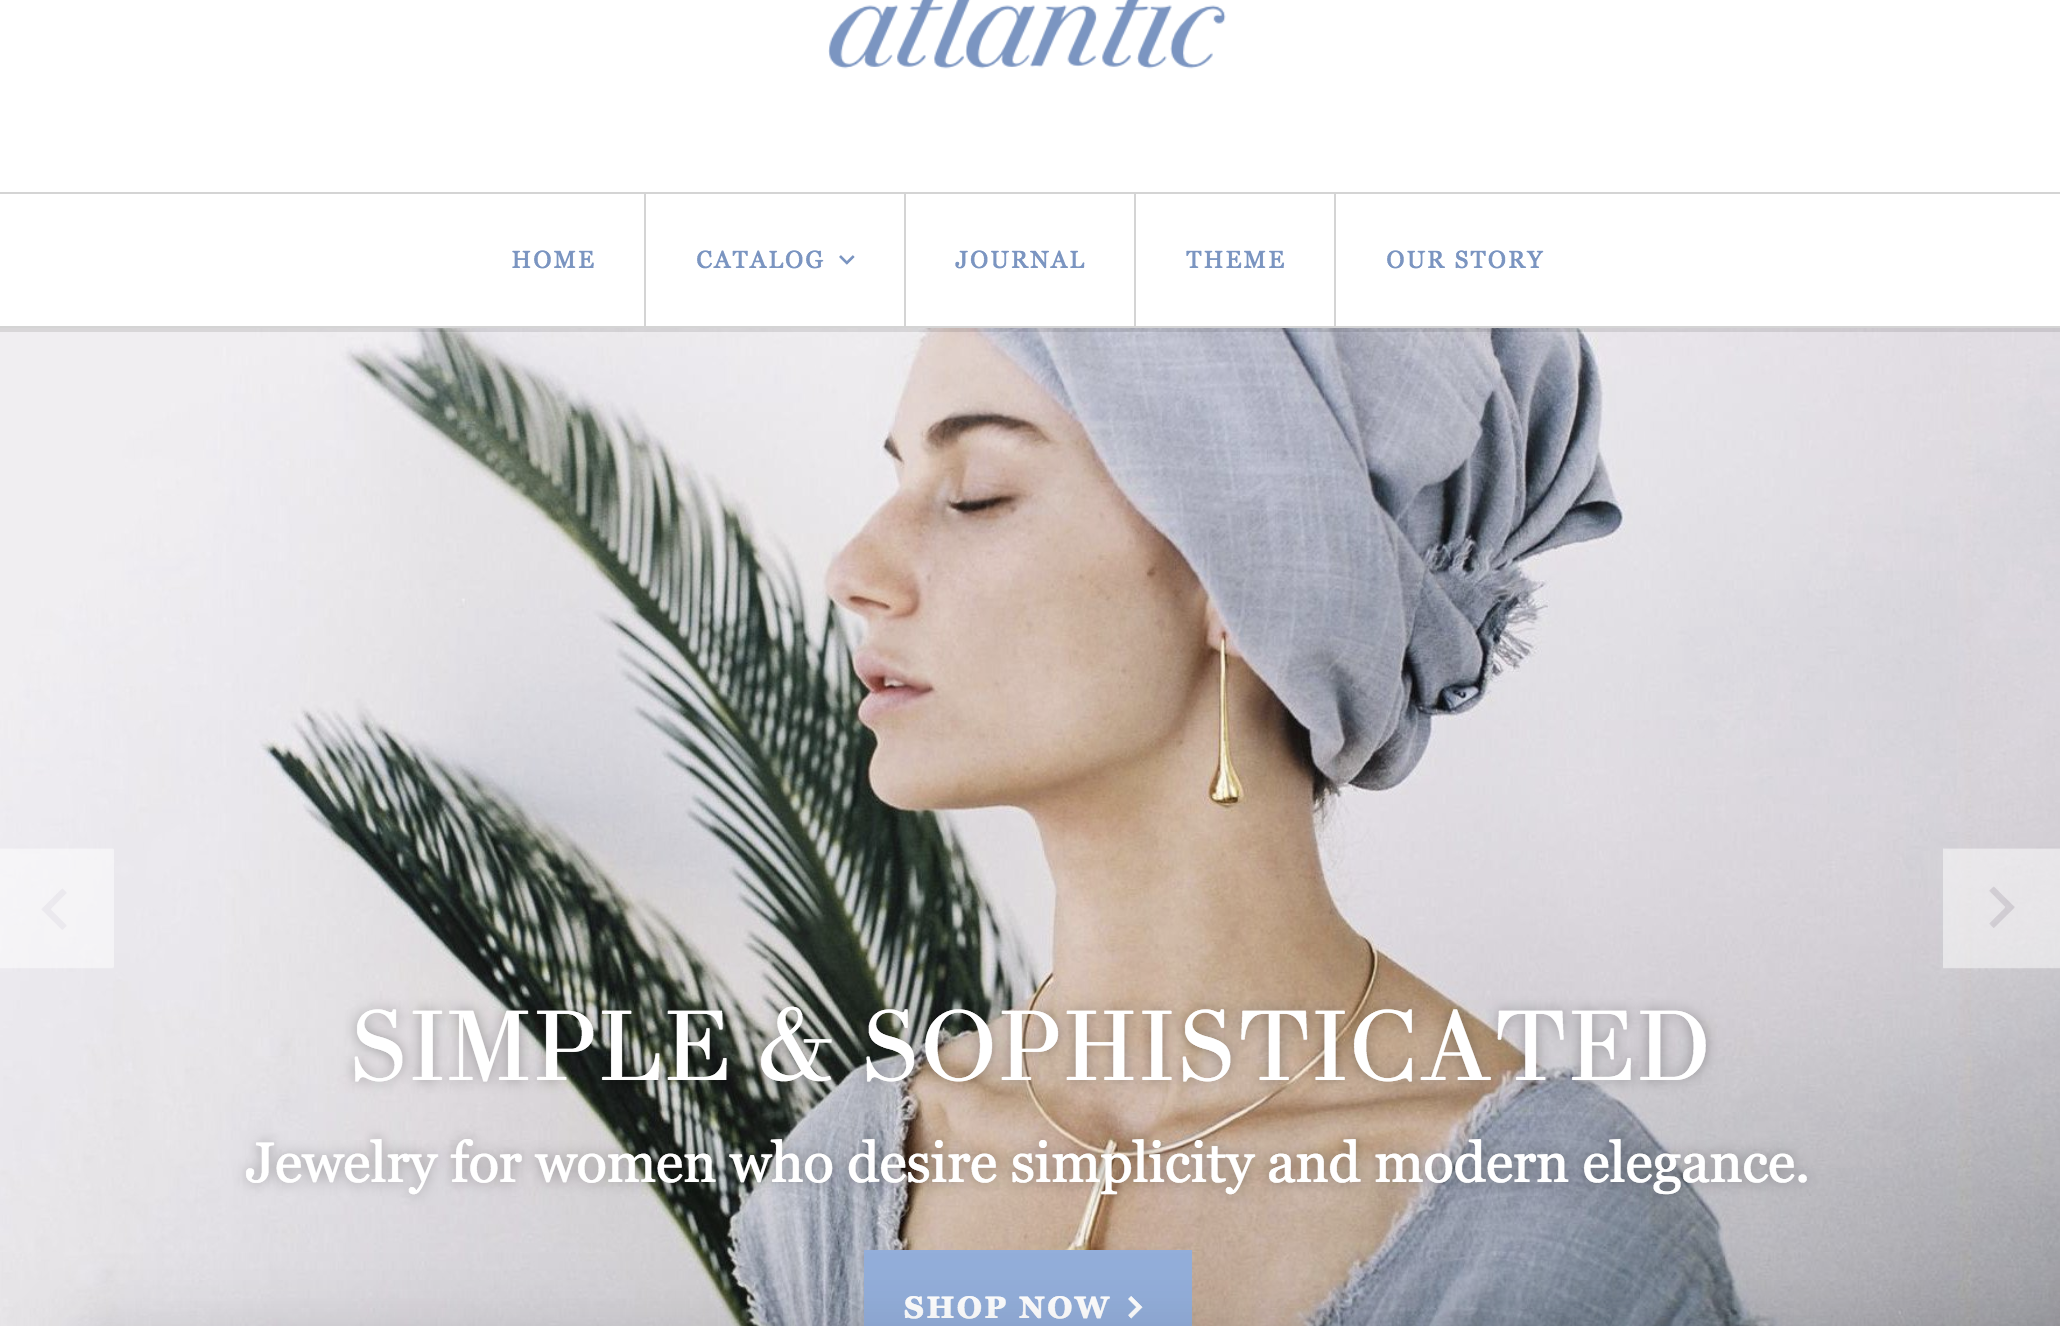 atlantic
HOME
CATALOG
JOURNAL
THEME
OUR STORY
SIMPLE & SOPHISTICATED
Jewelry for women who desire simplicity and modern elegance.
SHOP NOW